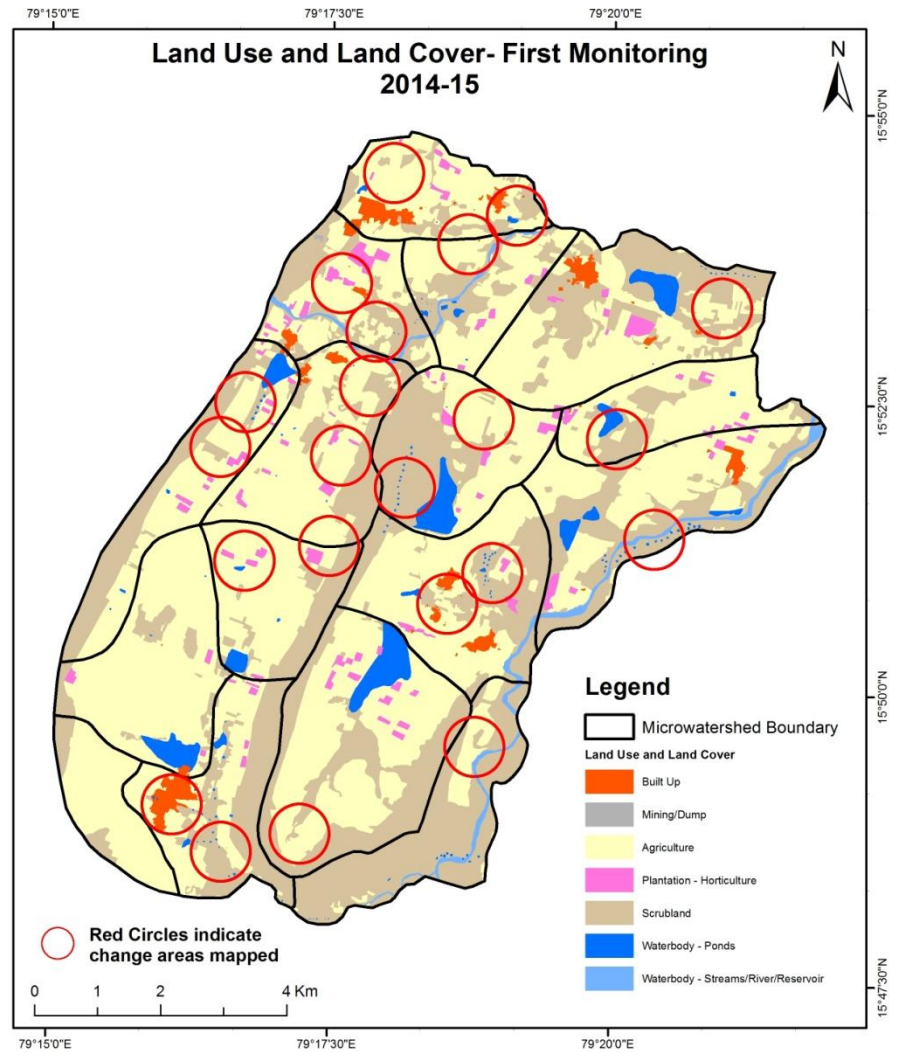 79°15'0"E 79°17'30"E 79°20'0"E
Land Use and Land Cover- First Monitoring
2014-15
N
15°55'0"N
15°52'30"N
15°50'0"N
15°47'30"N
Legend
Microwatershed Boundary
Land Use and Land Cover
Built Up
Mining/Dump
Agriculture
Plantation - Horticulture
Scrubland
Waterbody - Ponds
Waterbody - Streams/River/Reservoir
Red Circles indicate
change areas mapped
0 1 2 4 Km
79°15'0"E 79°17'30"E 79°20'0"E